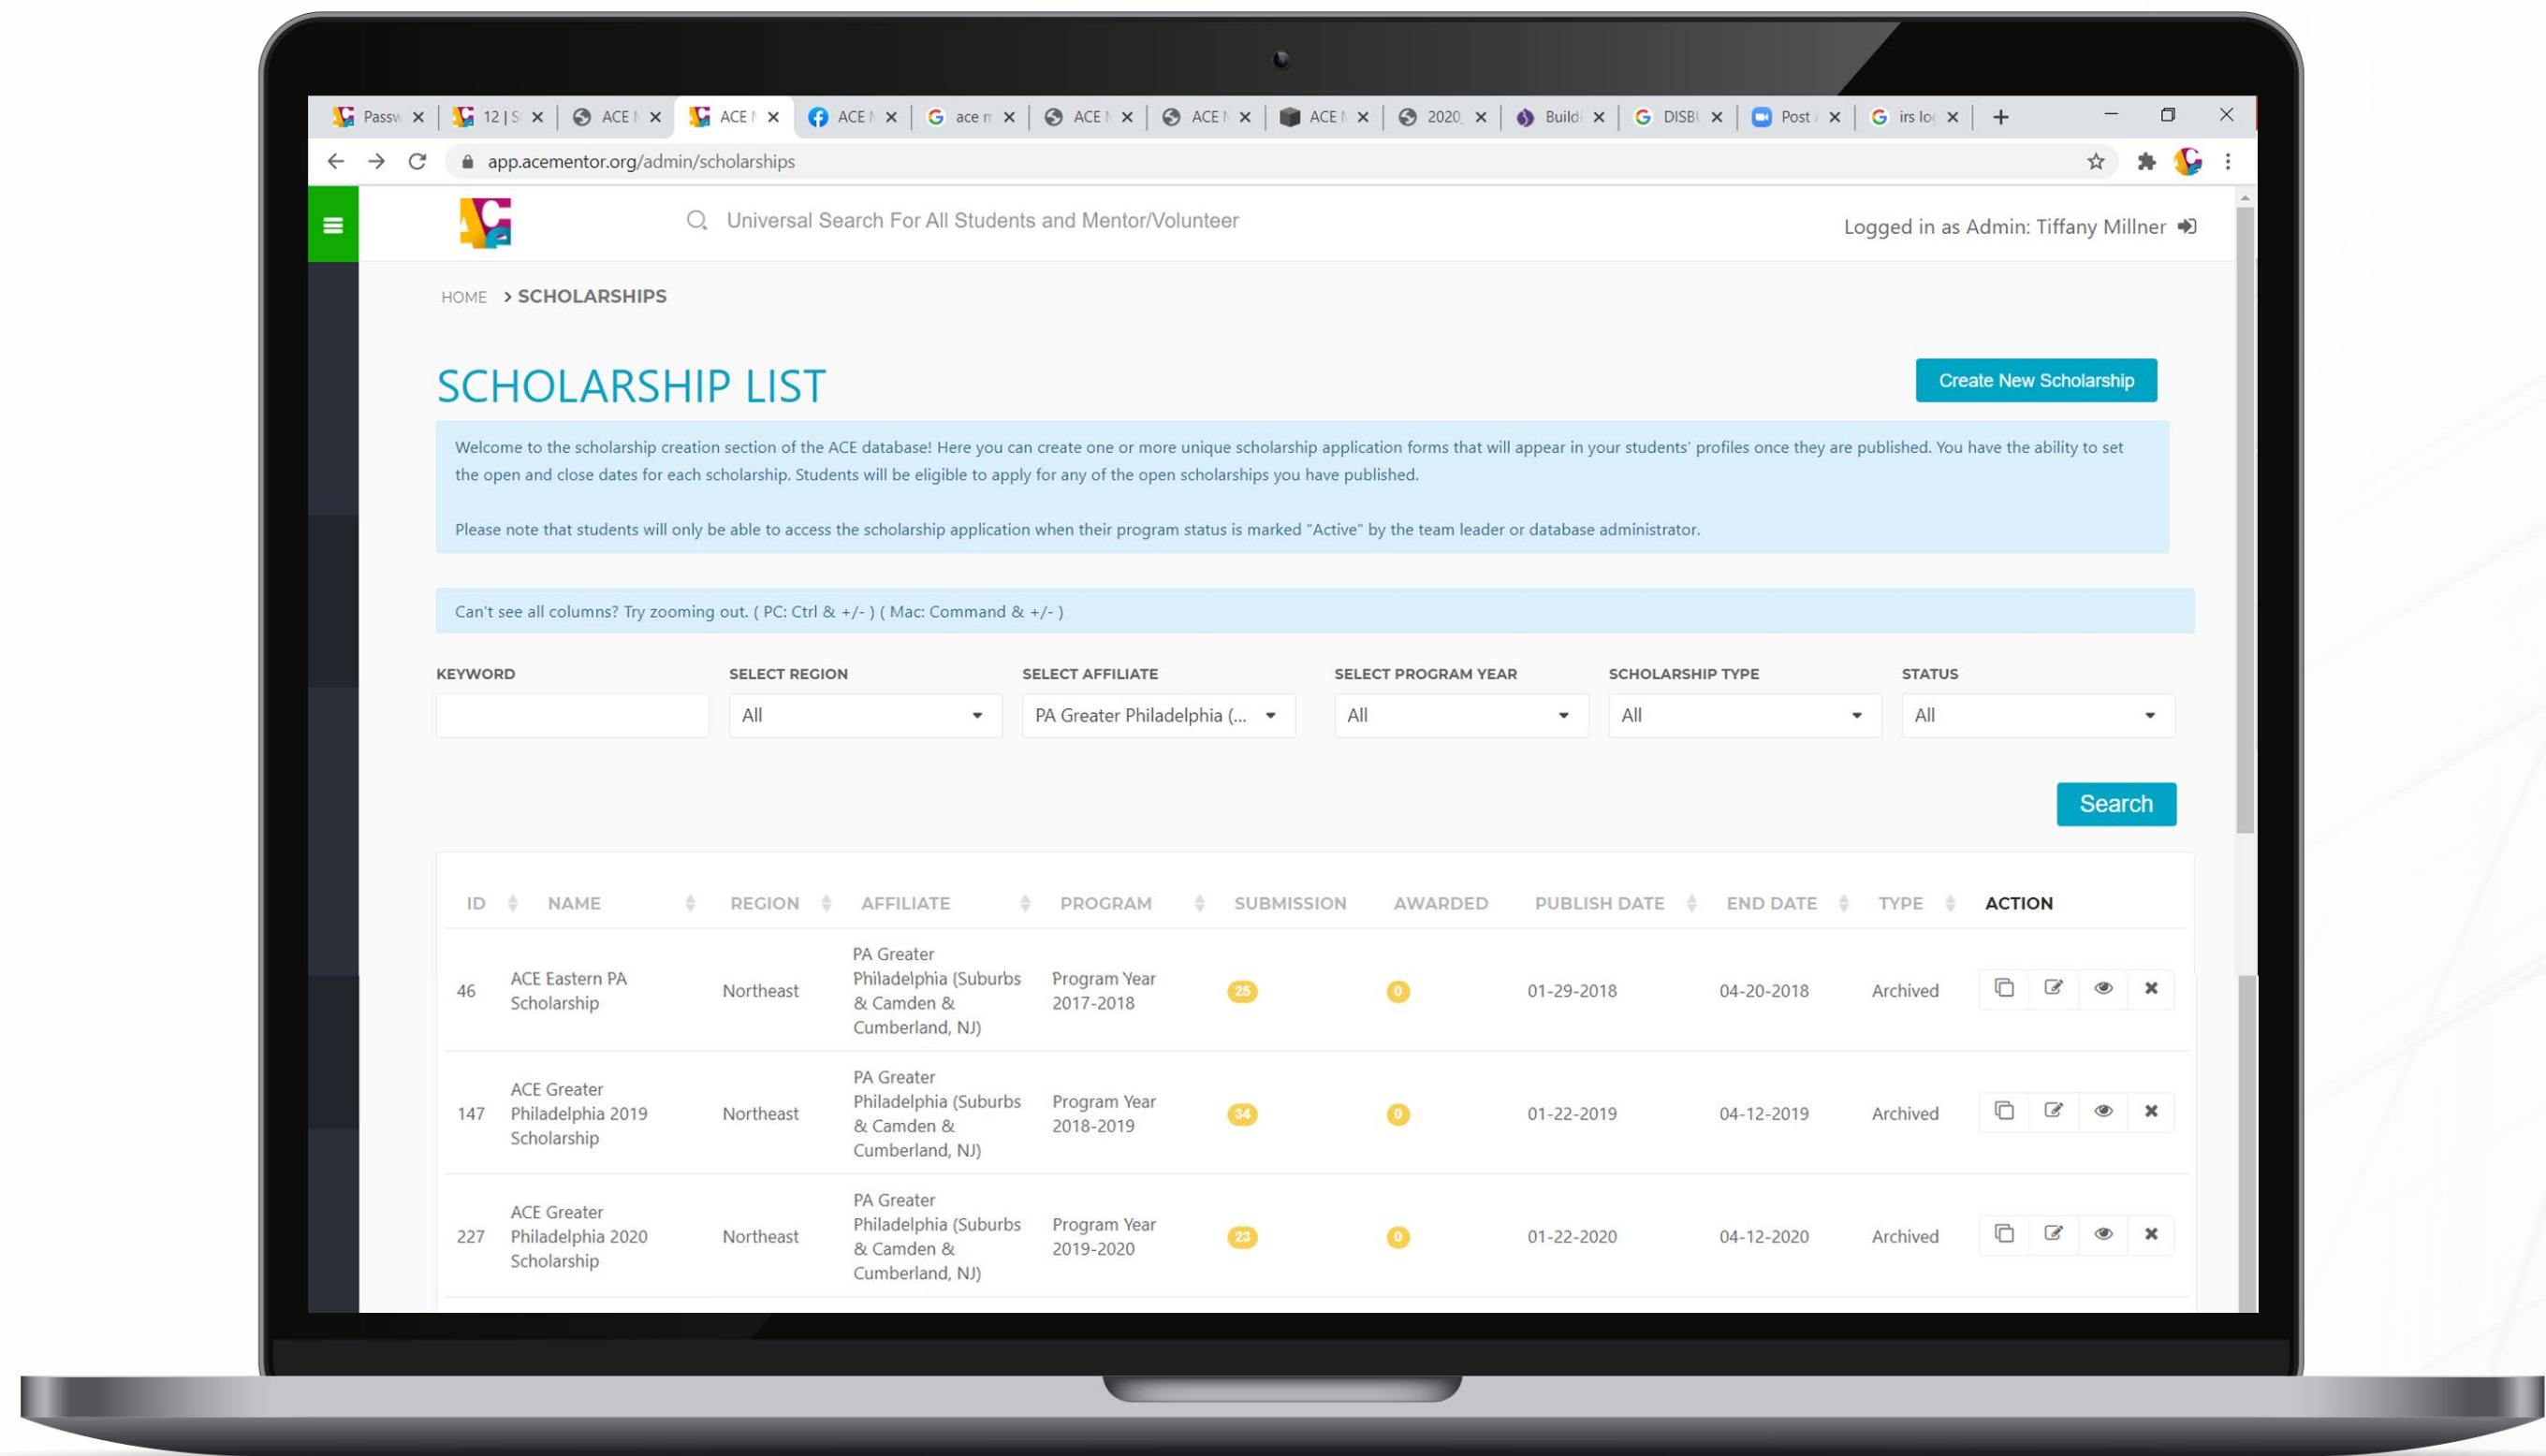 Passw
12 | S
ACE
ACE
ACE
ace m
ACE
ACE
ACE
2020_
Build
DISBU
Post
irs log
app.acementor.org/admin/scholarships
ACE
Universal Search For All Students and Mentor/Volunteer
Logged in as Admin: Tiffany Millner
HOME > SCHOLARSHIPS
SCHOLARSHIP LIST
Create New Scholarship
Welcome to the scholarship creation section of the ACE database! Here you can create one or more unique scholarship application forms that will appear in your students' profiles once they are published. You have the ability to set
the open and close dates for each scholarship. Students will be eligible to apply for any of the open scholarships you have published.
Please note that students will only be able to access the scholarship application when their program status is marked "Active" by the team leader or database administrator.
Can't see all columns? Try zooming out. ( PC: Ctrl & +/- ) ( Mac: Command & +/- )
KEYWORD SELECT REGION SELECT AFFILIATE SELECT PROGRAM YEAR SCHOLARSHIP TYPE STATUS
All PA Greater Philadelphia (... All All All
Search
ID NAME REGION AFFILIATE PROGRAM SUBMISSION AWARDED PUBLISH DATE END DATE TYPE ACTION
46
ACE Eastern PA
Scholarship
Northeast
PA Greater
Philadelphia (Suburbs
& Camden &
Cumberland, NJ)
Program Year
2017-2018
25
0
01-29-2018
04-20-2018
Archived
147
ACE Greater
Philadelphia 2019
Scholarship
Northeast
PA Greater
Philadelphia (Suburbs
& Camden &
Cumberland, NJ)
Program Year
2018-2019
34
0
01-22-2019
04-12-2019
Archived
227
ACE Greater
Philadelphia 2020
Scholarship
Northeast
PA Greater
Philadelphia (Suburbs
& Camden &
Cumberland, NJ)
Program Year
2019-2020
23
0
01-22-2020
04-12-2020
Archived